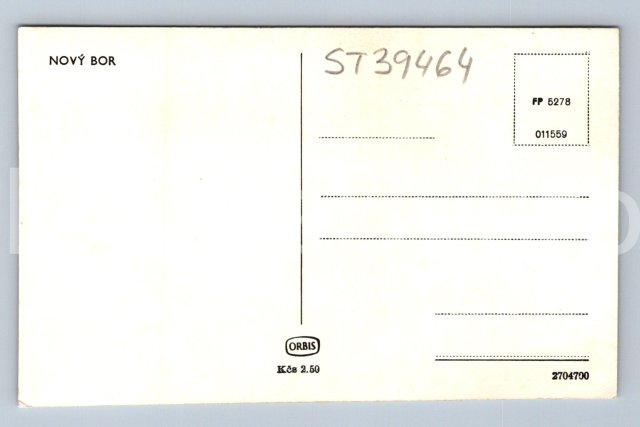 NOVÝ BOR
ST39464
FP 5278
011559
ORBIS
Kčs 2.50
2704700